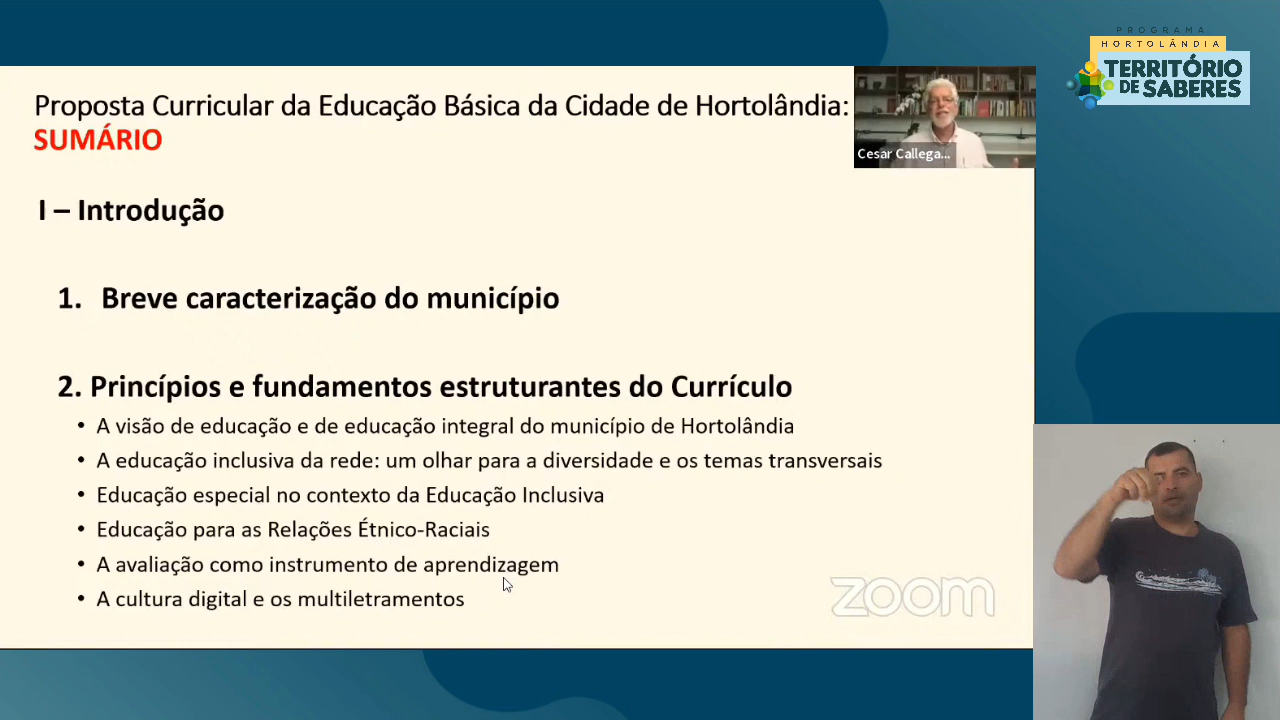 PROGRAMA
HORTOLÂNDIA
TERRITÓRIO
DE SABERES
Proposta Curricular da Educação Básica da Cidade de Hortolândia:
SUMÁRIO
Cesar Callega...
I – Introdução
1. Breve caracterização do município
2. Princípios e fundamentos estruturantes do Currículo
• A visão de educação e de educação integral do município de Hortolândia
• A educação inclusiva da rede: um olhar para a diversidade e os temas transversais
• Educação especial no contexto da Educação Inclusiva
• Educação para as Relações Étnico-Raciais
• A avaliação como instrumento de aprendizagem
• A cultura digital e os multiletramentos
zoom